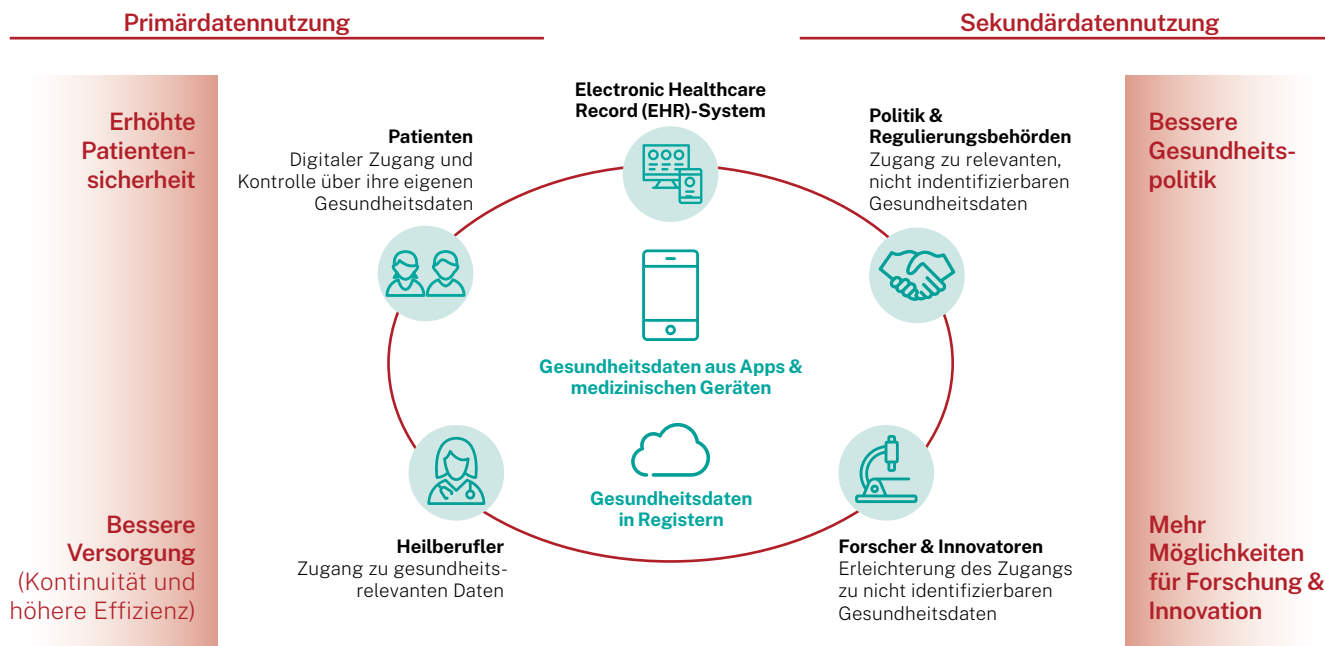 Primärdatennutzung
Sekundärdatennutzung
Erhöhte
Patienten-
sicherheit
Bessere
Versorgung
(Kontinuität und
höhere Effizienz)
Electronic Healthcare
Record (EHR)-System
Patienten
Digitaler Zugang und
Kontrolle über ihre eigenen
Gesundheitsdaten
Politik &
Regulierungsbehörden
Zugang zu relevanten,
nicht indentifizierbaren
Gesundheitsdaten
Gesundheitsdaten aus Apps &
medizinischen Geräten
Gesundheitsdaten
in Registern
Heilberufler
Zugang zu gesundheits-
relevanten Daten
Forscher & Innovatoren
Erleichterung des Zugangs
zu nicht identifizierbaren
Gesundheitsdaten
Bessere
Gesundheits-
politik
Mehr
Möglichkeiten
für Forschung &
Innovation